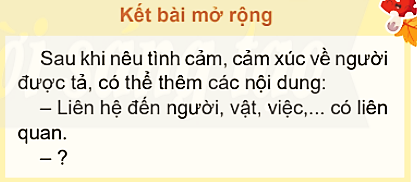 Kết bài mở rộng
Sau khi nêu tình cảm, cảm xúc về người
được tả, có thể thêm các nội dung:
– Liên hệ đến người, vật, việc,... có liên
quan.
– ?